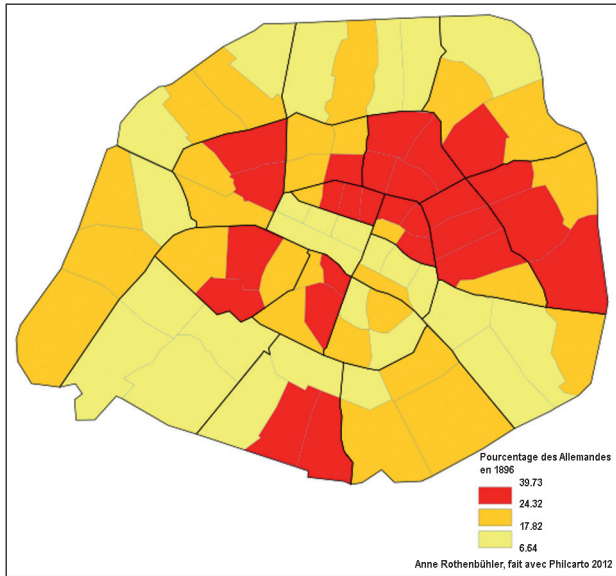 Pourcentage des Allemandes
en 1896
39.73
24.32
17.82
6.64
Anne Rothenbühler, fait avec Philcarto 2012